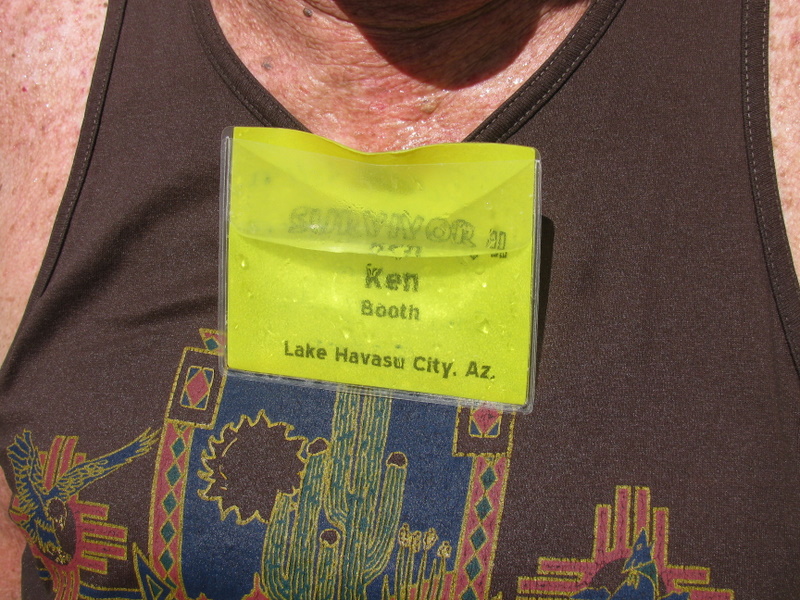 SURVIVOR !!
Ken
Booth
Lake Havasu City, Az.